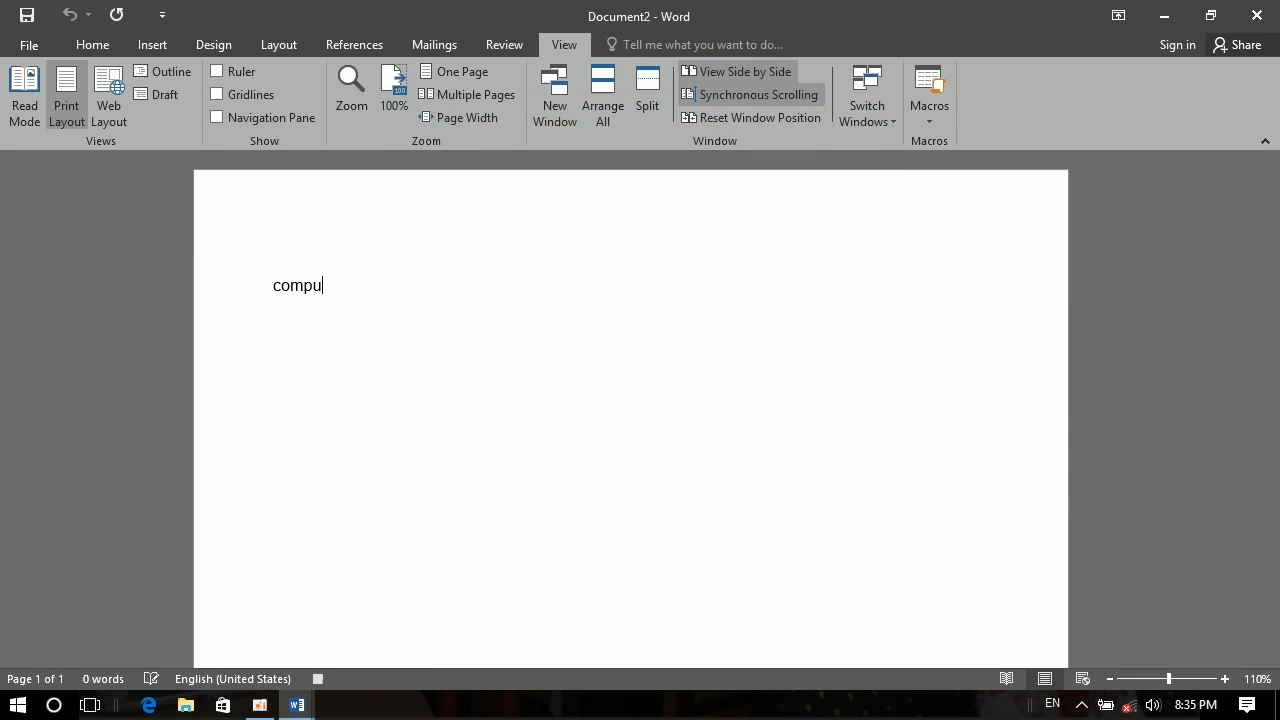 Document2 - Word
File Home Insert Design Layout References Mailings Review View Tell me what you want to do... Sign in Share
Read Mode
Print Layout
Web Layout
Outline
Draft
Views
Ruler
Gridlines
Navigation Pane
Show
Zoom
100
100%
One Page
Multiple Pages
Page Width
Zoom
New Window
Arrange All
Split
View Side by Side
Synchronous Scrolling
Reset Window Position
Window
Switch Windows
Macros
Macros
compu
Page 1 of 1 0 words English (United States) 110%
EN 8:35 PM